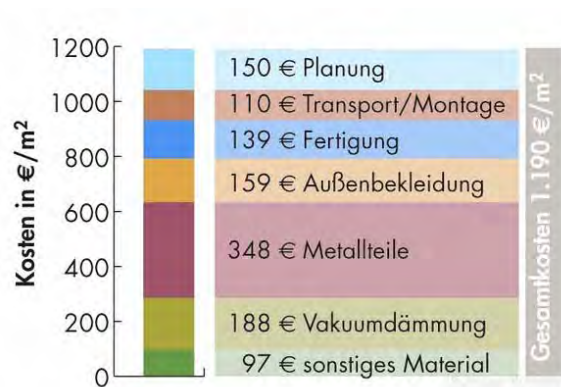 Kosten in €/m²
1200
1000
800
600
400
200
0
150 € Planung
110 € Transport/Montage
139 € Fertigung
159 € Außenbekleidung
348 € Metallteile
188 € Vakuumdämmung
97 € sonstiges Material
Gesamtkosten 1.190 €/m²